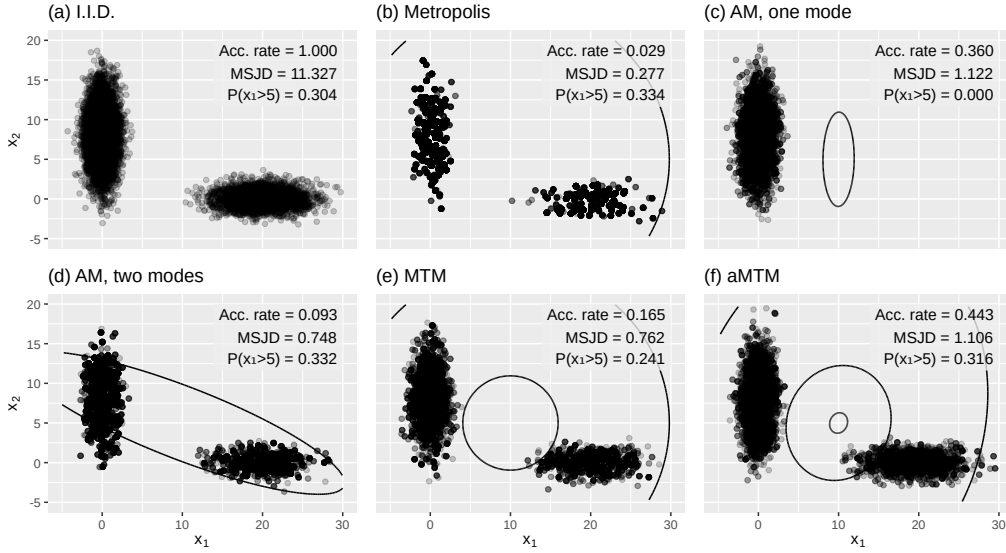 (a) I.I.D.
(b) Metropolis
(c) AM, one mode
Acc. rate = 1.000
MSJD = 11.327
P(x₁>5) = 0.304
Acc. rate = 0.029
MSJD = 0.277
P(x₁>5) = 0.334
Acc. rate = 0.360
MSJD = 1.122
P(x₁>5) = 0.000
20
15
10
5
0
-5
x₂
(d) AM, two modes
(e) MTM
(f) aMTM
Acc. rate = 0.093
MSJD = 0.748
P(x₁>5) = 0.332
Acc. rate = 0.165
MSJD = 0.762
P(x₁>5) = 0.241
Acc. rate = 0.443
MSJD = 1.106
P(x₁>5) = 0.316
20
15
10
5
0
-5
x₂
0 10 20 30
0 10 20 30
0 10 20 30
x₁
x₁
x₁